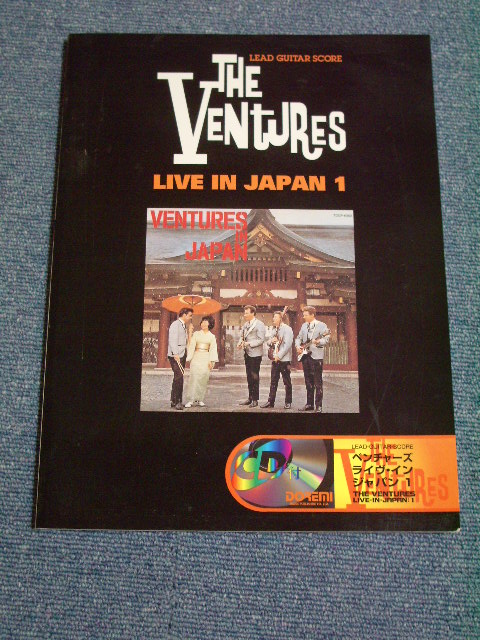 LEAD GUITAR SCORE
THE
VENTURES
LIVE IN JAPAN 1
VENTURES
IN
JAPAN
CD付
DOREMI
LEAD GUITAR SCORE
ベンチャーズ
ライヴ・イン
ジャパン 1
THE VENTURES
LIVE IN JAPAN 1